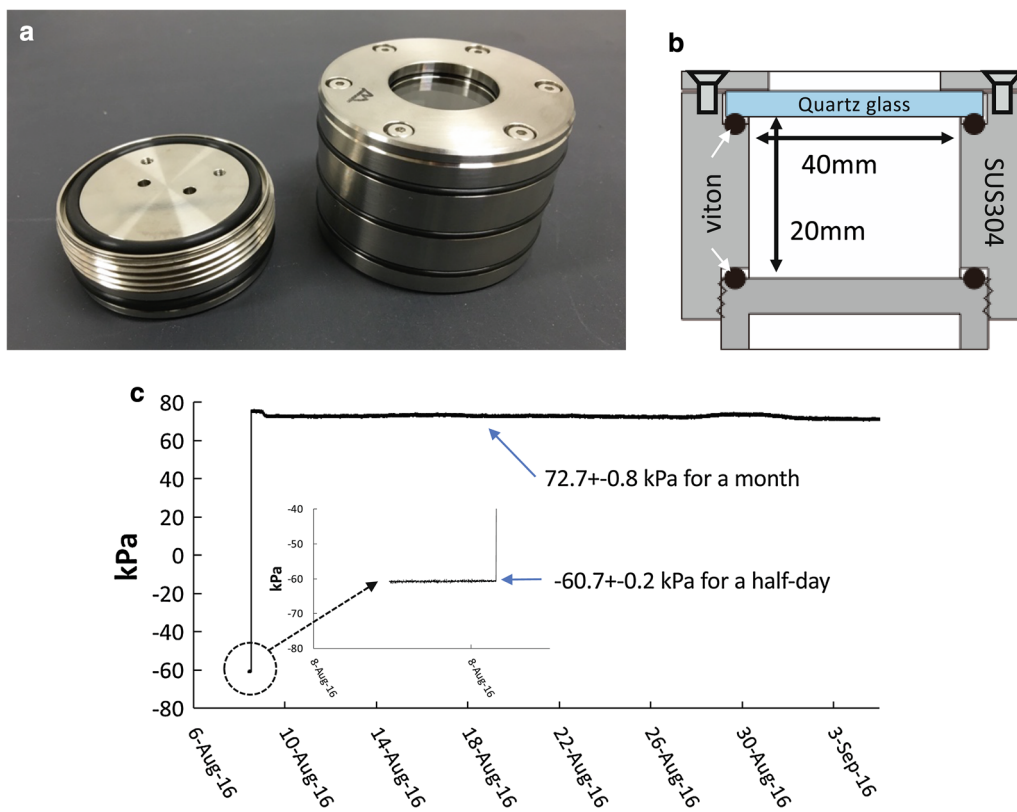 a
B
b
Quartz glass
40mm
20mm
viton
SUS304
c
kPa
80
60
40
20
0
-20
-40
-60
-80
72.7+-0.8 kPa for a month
kPa
-40
-50
-60
-70
-80
-60.7+-0.2 kPa for a half-day
8-Aug-16
8-Aug-16
6-Aug-16
10-Aug-16
14-Aug-16
18-Aug-16
22-Aug-16
26-Aug-16
30-Aug-16
3-Sep-16